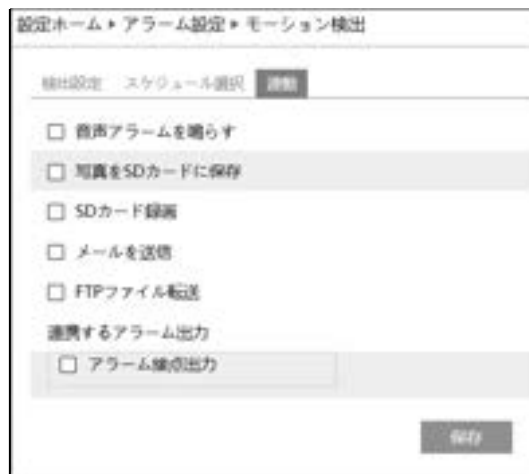 設定ホーム▸アラーム設定▸モーション検出
検出設定 スケジュール選択 連動
音声アラームを鳴らす
写真をSDカードに保存
SDカード録画
メールを送信
FTPファイル転送
連携するアラーム出力
アラーム接点出力
保存